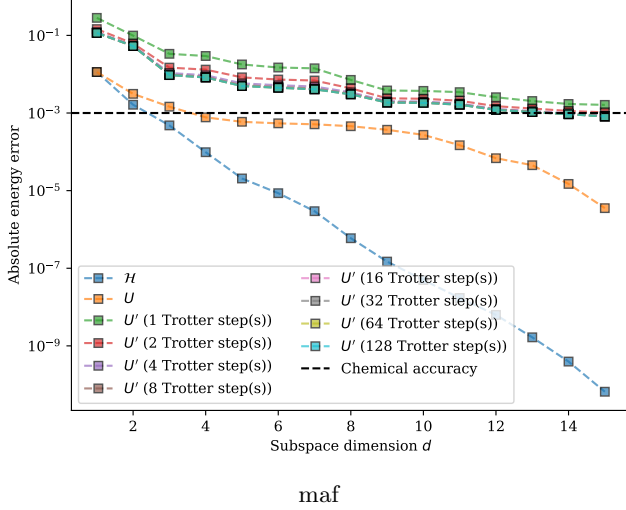 10⁻¹
10⁻³
10⁻⁵
10⁻⁷
10⁻⁹
Absolute energy error
ℋ
U
U′ (1 Trotter step(s))
U′ (2 Trotter step(s))
U′ (4 Trotter step(s))
U′ (8 Trotter step(s))
U′ (16 Trotter step(s))
U′ (32 Trotter step(s))
U′ (64 Trotter step(s))
U′ (128 Trotter step(s))
Chemical accuracy
2 4 6 8 10 12 14
Subspace dimension d
maf